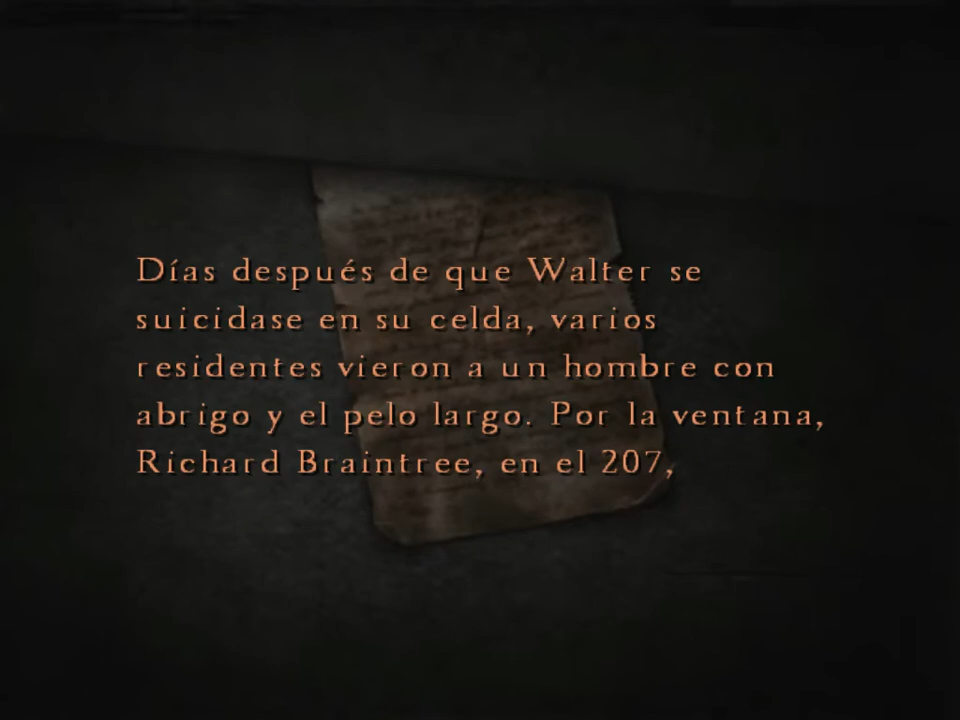 Días después de que Walter se
suicidase en su celda, varios
residentes vieron a un hombre con
abrigo y el pelo largo. Por la ventana,
Richard Braintree, en el 207,